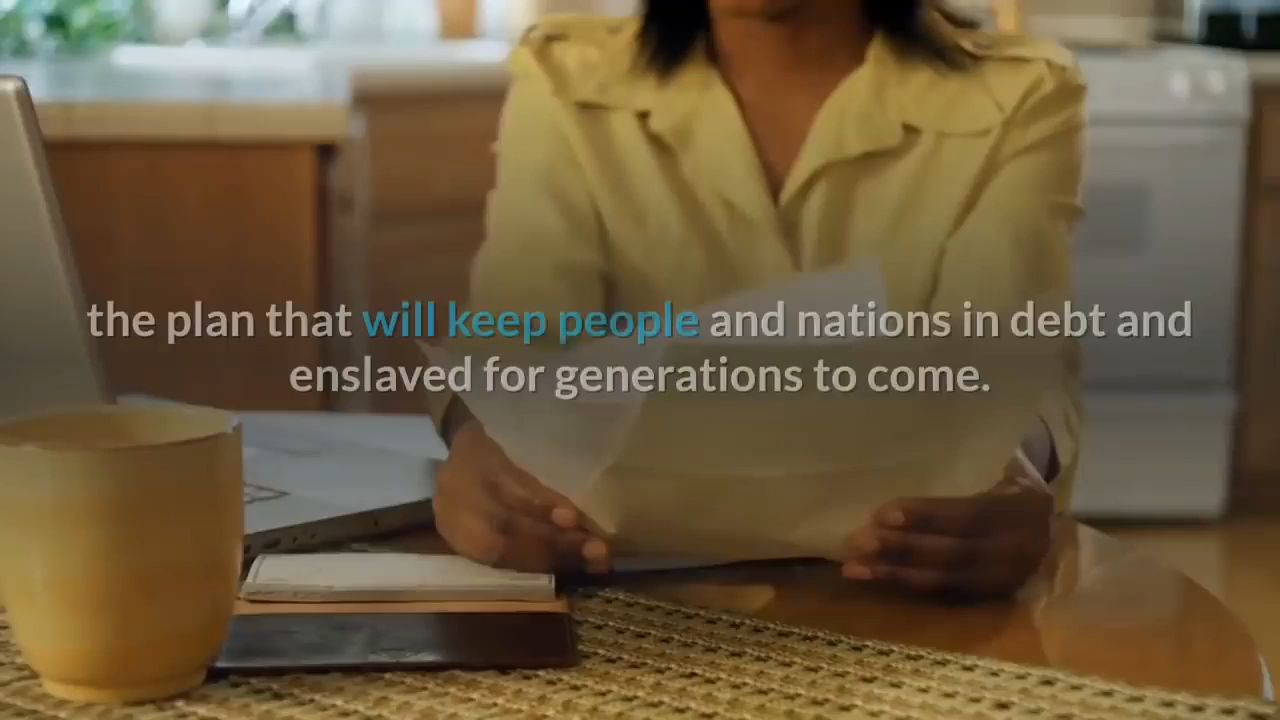 the plan that will keep people and nations in debt and
enslaved for generations to come.